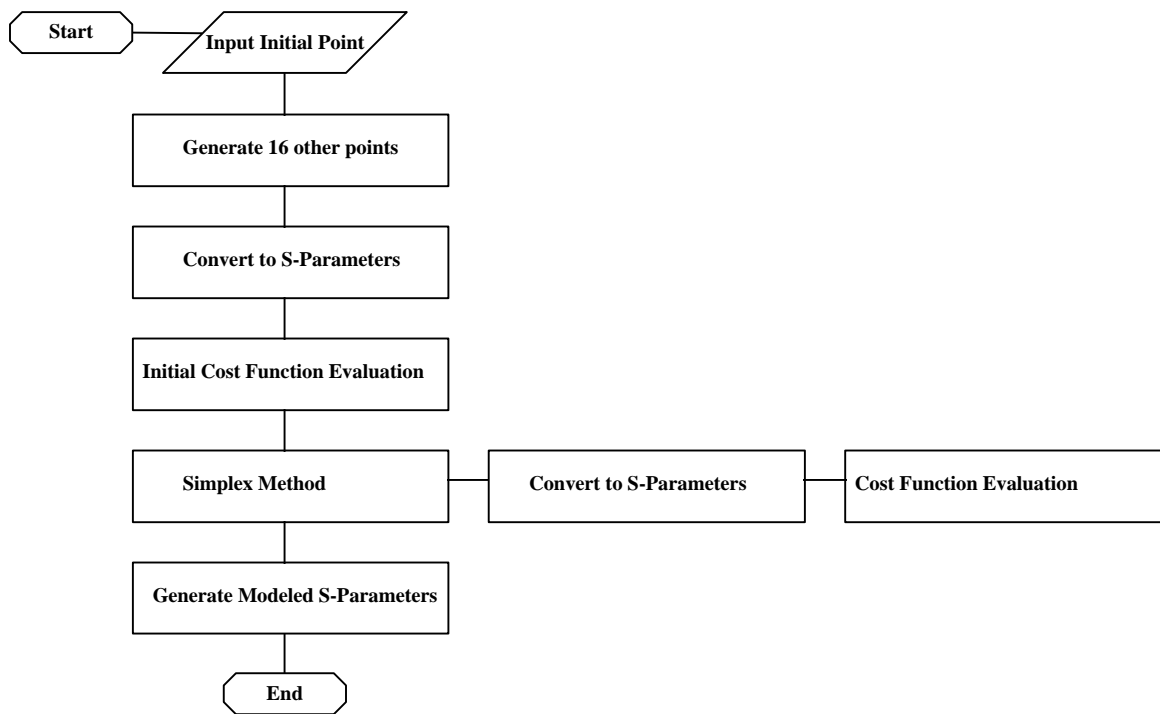 Start
Input Initial Point
Generate 16 other points
Convert to S-Parameters
Initial Cost Function Evaluation
Simplex Method
Convert to S-Parameters
Cost Function Evaluation
Generate Modeled S-Parameters
End